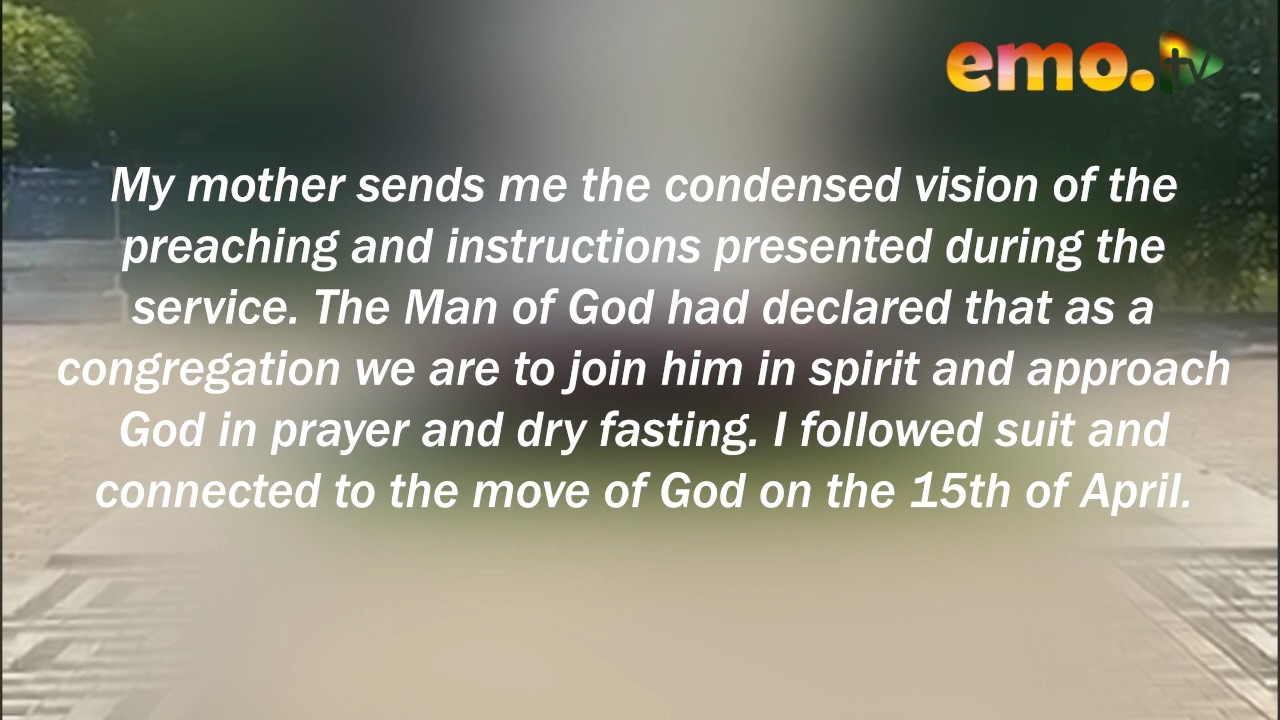 emo.tv
My mother sends me the condensed vision of the
preaching and instructions presented during the
service. The Man of God had declared that as a
congregation we are to join him in spirit and approach
God in prayer and dry fasting. I followed suit and
connected to the move of God on the 15th of April.